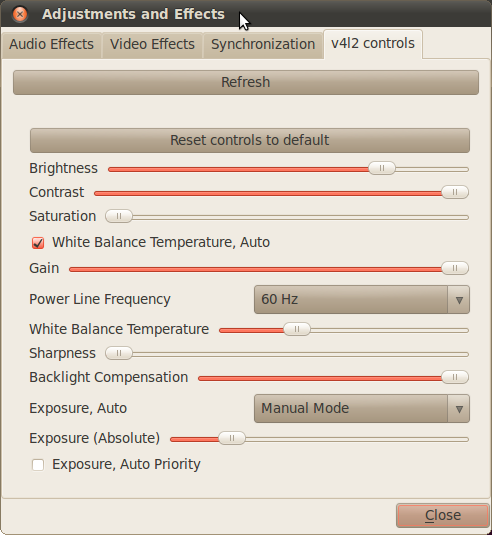 Adjustments and Effects
Audio Effects Video Effects Synchronization v4l2 controls
Refresh
Reset controls to default
Brightness
Contrast
Saturation
White Balance Temperature, Auto
Gain
Power Line Frequency 60 Hz
White Balance Temperature
Sharpness
Backlight Compensation
Exposure, Auto Manual Mode
Exposure (Absolute)
Exposure, Auto Priority
Close